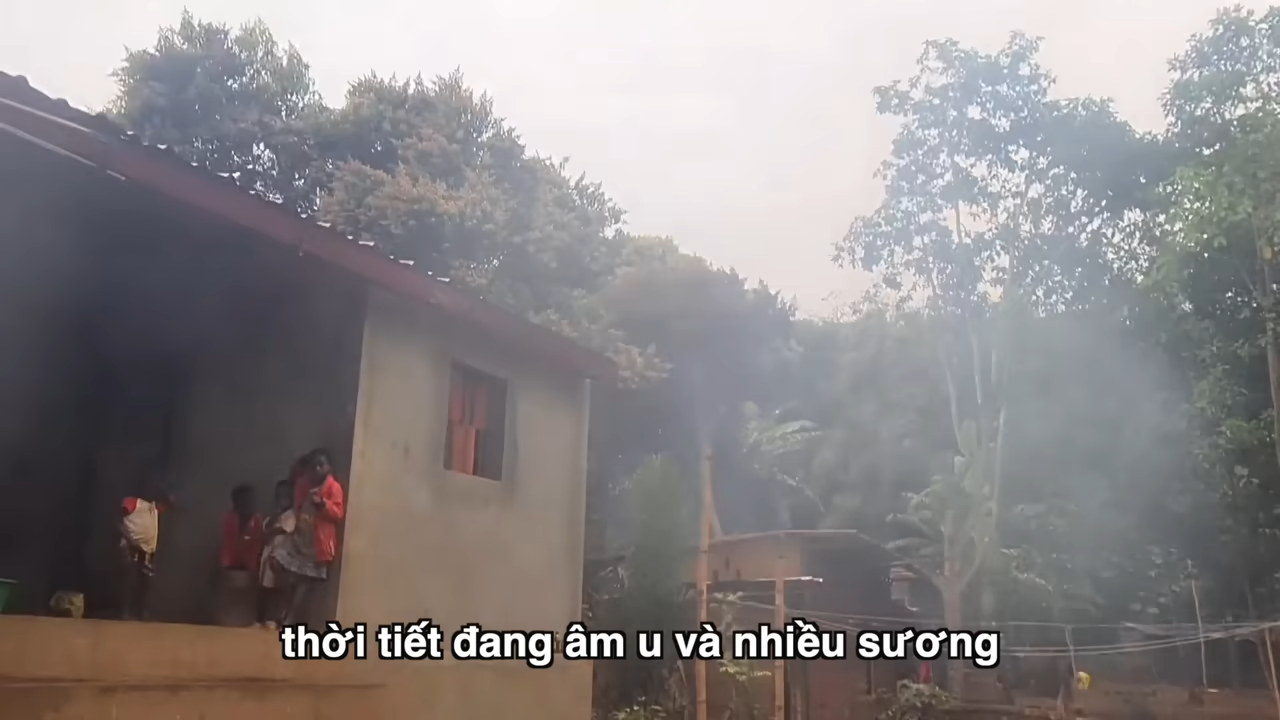 thời tiết đang âm u và nhiều sương